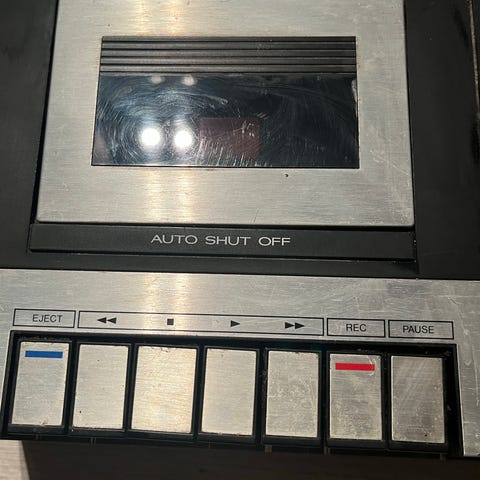 AUTO SHUT OFF
EJECT ◀◀ ■ ▶ ▶▶ REC PAUSE